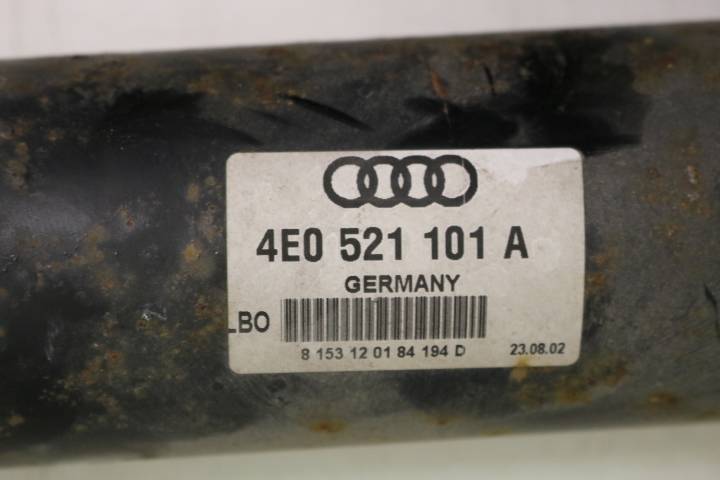 4E0 521 101 A
GERMANY
LBO
8 153 12 01 84 194 D 23.08.02